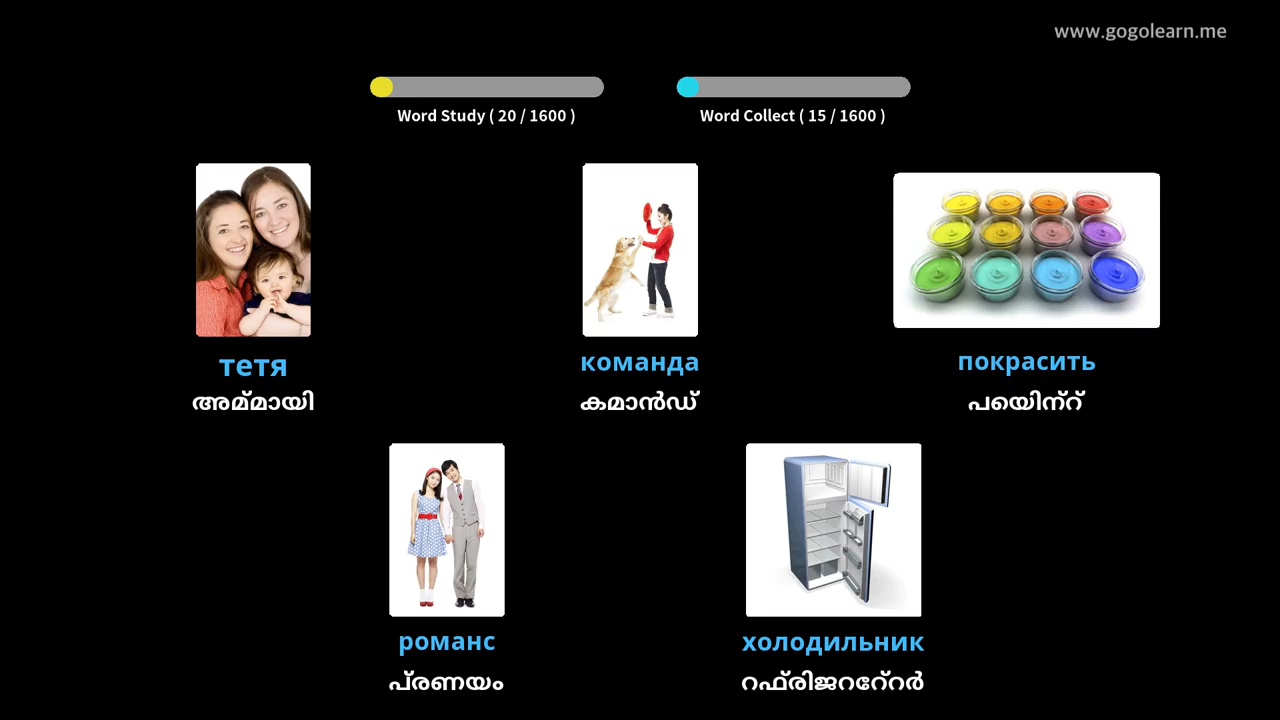 www.gogolearn.me
Word Study ( 20 / 1600 )
Word Collect ( 15 / 1600 )
тетя
команда
покрасить
അമ്മായി
കമാൻഡ്
പയിെന്റ്
романс
холодильник
പ്രണയം
റഫ്രിജററ്േറർ